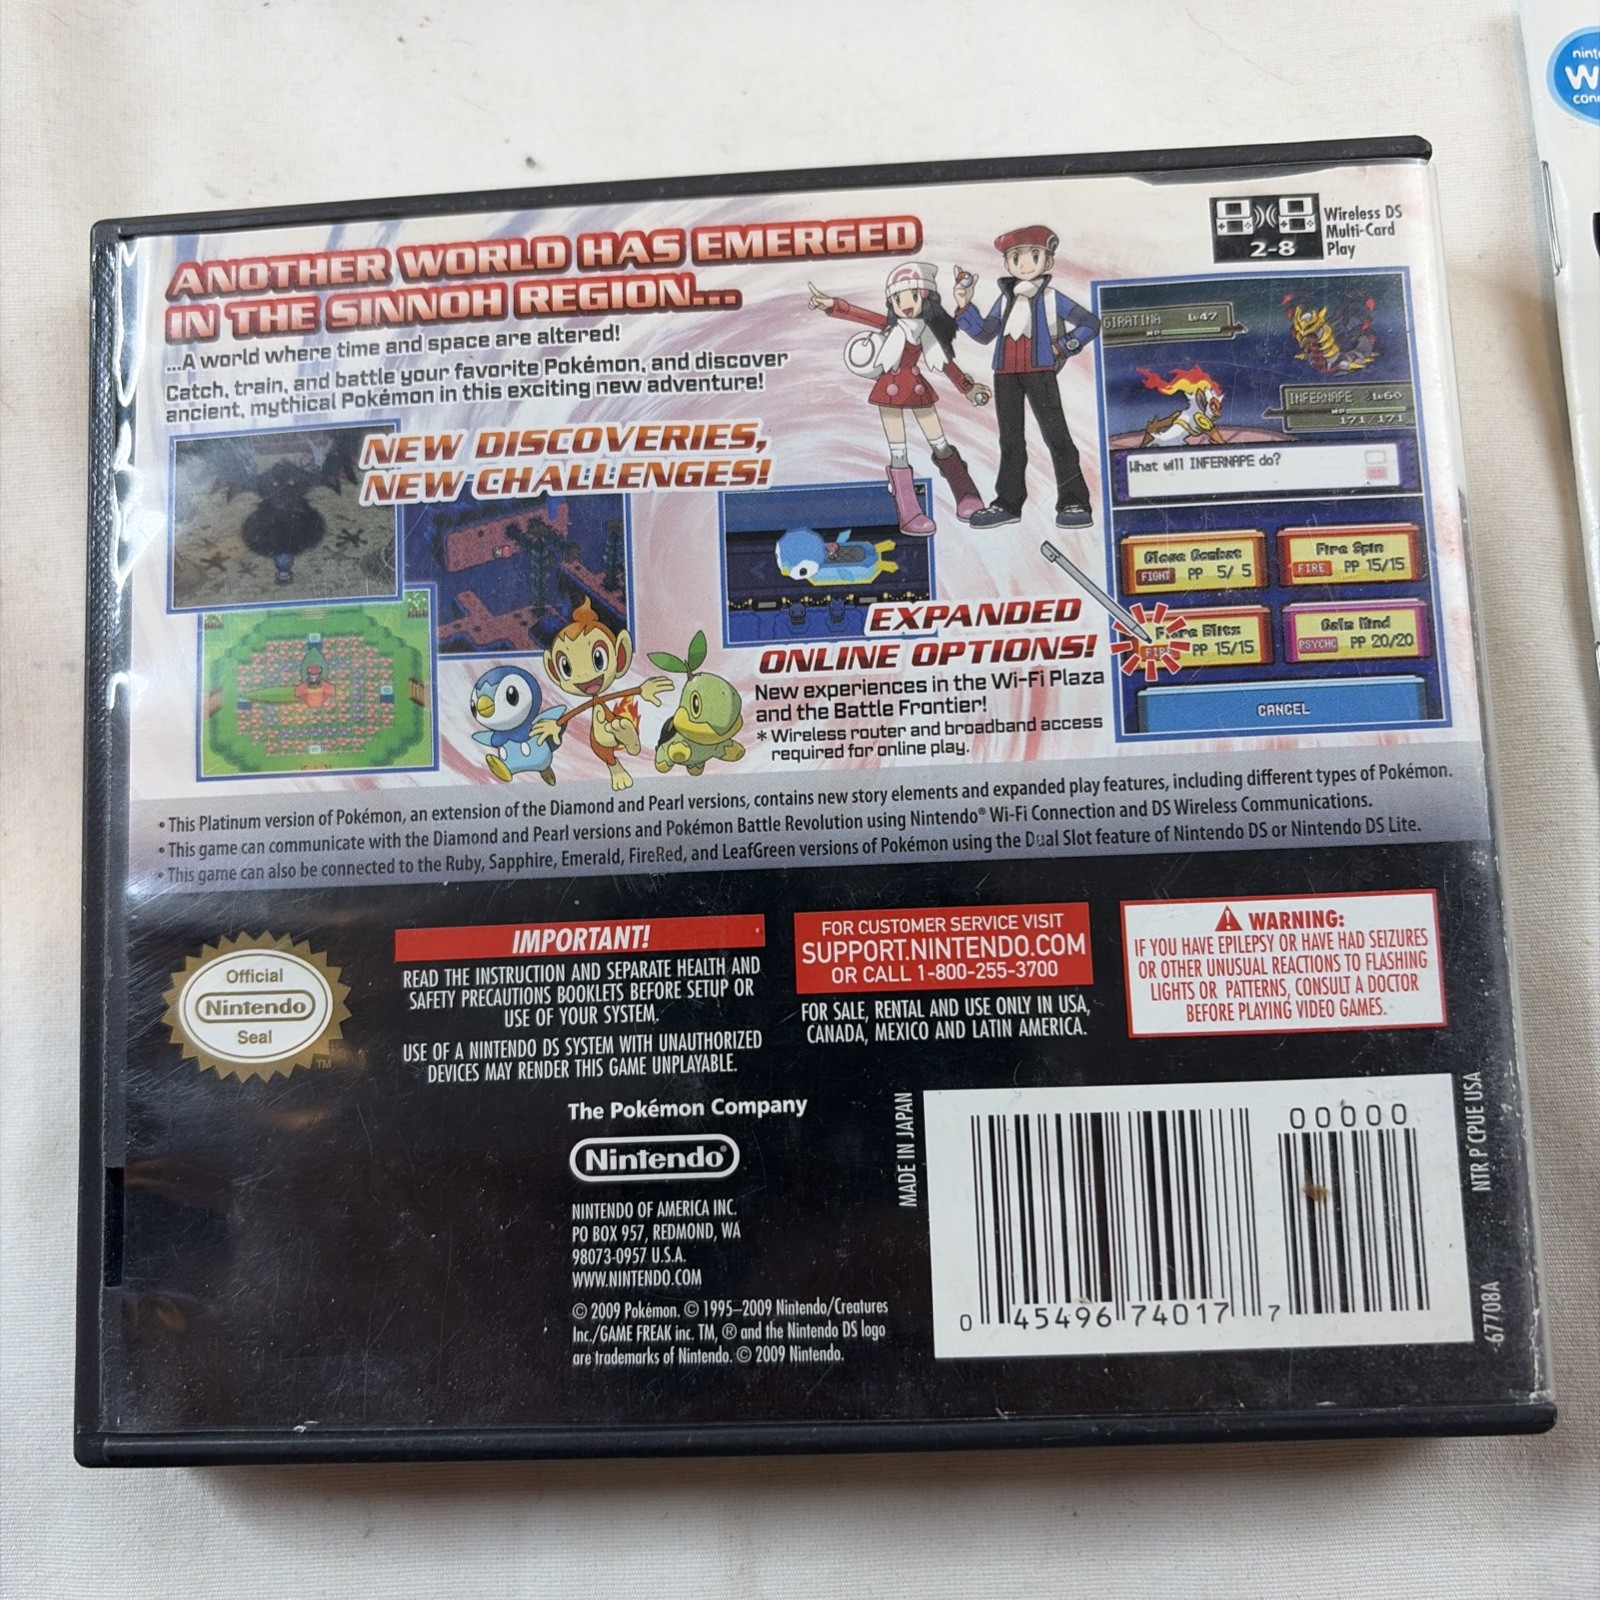 ninte
W
conn
Wireless DS
Multi-Card
Play
2-8
ANOTHER WORLD HAS EMERGED
IN THE SINNOH REGION...
...A world where time and space are altered!
Catch, train, and battle your favorite Pokémon, and discover
ancient, mythical Pokémon in this exciting new adventure!
NEW DISCOVERIES,
NEW CHALLENGES!
GIRATINA Lv47
HP
INFERNAPE ♂Lv60
HP
171/171
What will INFERNAPE do?
Close Combat
FIGHT PP 5/ 5
Fire Spin
FIRE PP 15/15
Flare Blitz
FIRE PP 15/15
Calm Mind
PSYCHC PP 20/20
CANCEL
EXPANDED
ONLINE OPTIONS!
New experiences in the Wi-Fi Plaza
and the Battle Frontier!
* Wireless router and broadband access
required for online play.
• This Platinum version of Pokémon, an extension of the Diamond and Pearl versions, contains new story elements and expanded play features, including different types of Pokémon.
• This game can communicate with the Diamond and Pearl versions and Pokémon Battle Revolution using Nintendo® Wi-Fi Connection and DS Wireless Communications.
• This game can also be connected to the Ruby, Sapphire, Emerald, FireRed, and LeafGreen versions of Pokémon using the Dual Slot feature of Nintendo DS or Nintendo DS Lite.
Official
Nintendo
Seal
TM
IMPORTANT!
READ THE INSTRUCTION AND SEPARATE HEALTH AND
SAFETY PRECAUTIONS BOOKLETS BEFORE SETUP OR
USE OF YOUR SYSTEM.
USE OF A NINTENDO DS SYSTEM WITH UNAUTHORIZED
DEVICES MAY RENDER THIS GAME UNPLAYABLE.
FOR CUSTOMER SERVICE VISIT
SUPPORT.NINTENDO.COM
OR CALL 1-800-255-3700
FOR SALE, RENTAL AND USE ONLY IN USA,
CANADA, MEXICO AND LATIN AMERICA.
WARNING:
IF YOU HAVE EPILEPSY OR HAVE HAD SEIZURES
OR OTHER UNUSUAL REACTIONS TO FLASHING
LIGHTS OR PATTERNS, CONSULT A DOCTOR
BEFORE PLAYING VIDEO GAMES.
The Pokémon Company
Nintendo®
NINTENDO OF AMERICA INC.
PO BOX 957, REDMOND, WA
98073-0957 U.S.A.
WWW.NINTENDO.COM
© 2009 Pokémon. © 1995–2009 Nintendo/Creatures
Inc./GAME FREAK inc. TM, ® and the Nintendo DS logo
are trademarks of Nintendo. © 2009 Nintendo.
MADE IN JAPAN
00000
0 45496 74017 7
NTR P CPUE USA
67708A